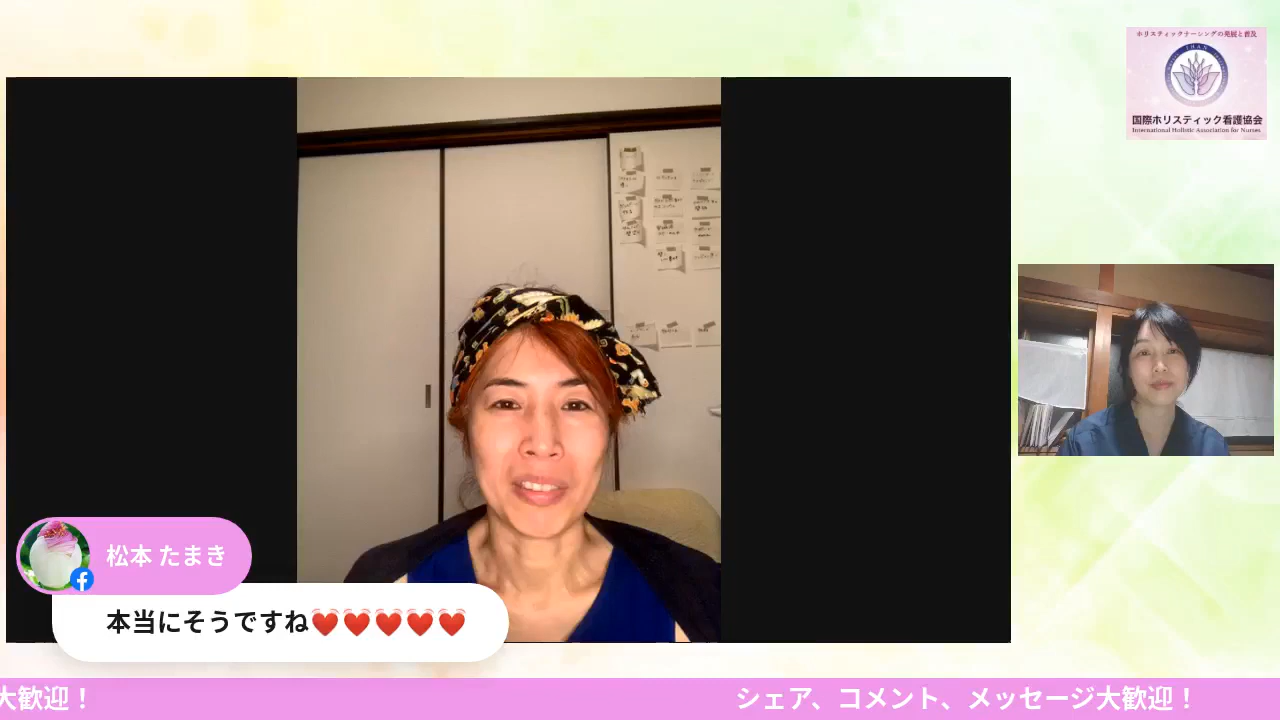 ホリスティックナーシングの発展と普及
IHAN
国際ホリスティック看護協会
International Holistic Association for Nurses
松本 たまき
本当にそうですね❤️❤️❤️❤️❤️
大歓迎！
シェア、コメント、メッセージ大歓迎！